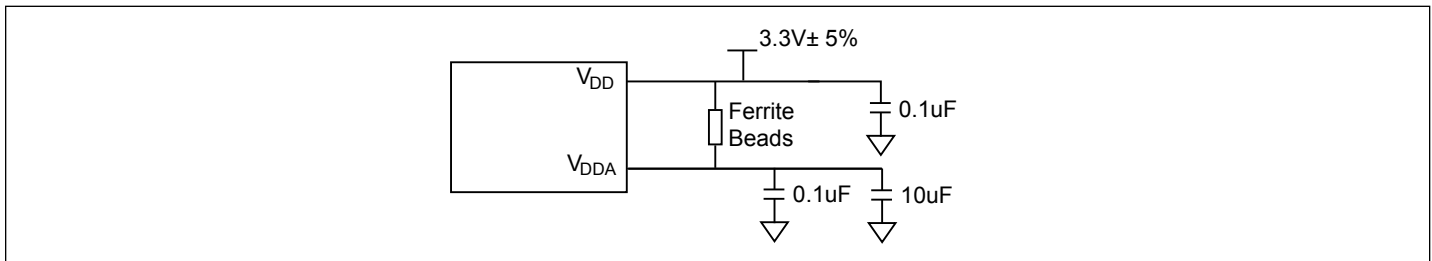 3.3V± 5%
VDD
Ferrite
Beads
0.1uF
VDDA
0.1uF
10uF